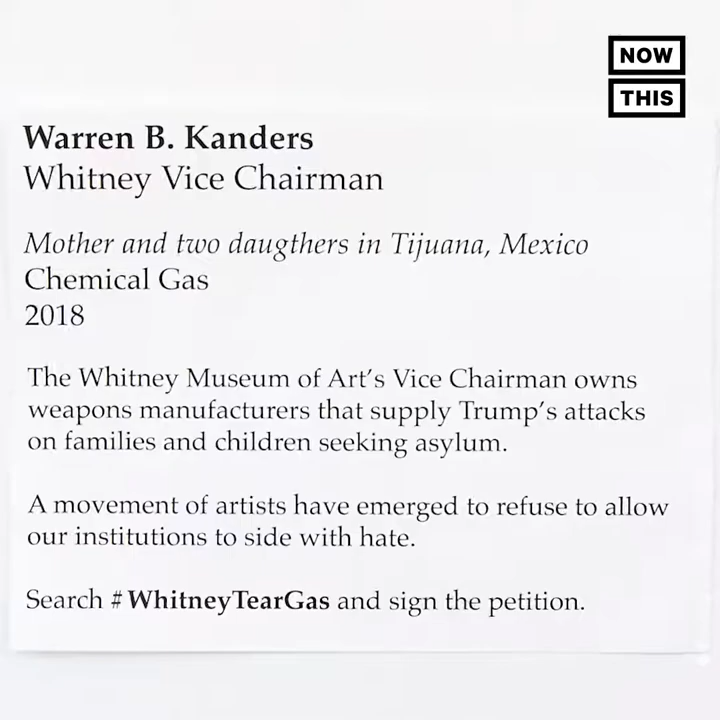 NOW
THIS
Warren B. Kanders
Whitney Vice Chairman
Mother and two daugthers in Tijuana, Mexico
Chemical Gas
2018
The Whitney Museum of Art's Vice Chairman owns
weapons manufacturers that supply Trump's attacks
on families and children seeking asylum.
A movement of artists have emerged to refuse to allow
our institutions to side with hate.
Search #WhitneyTearGas and sign the petition.